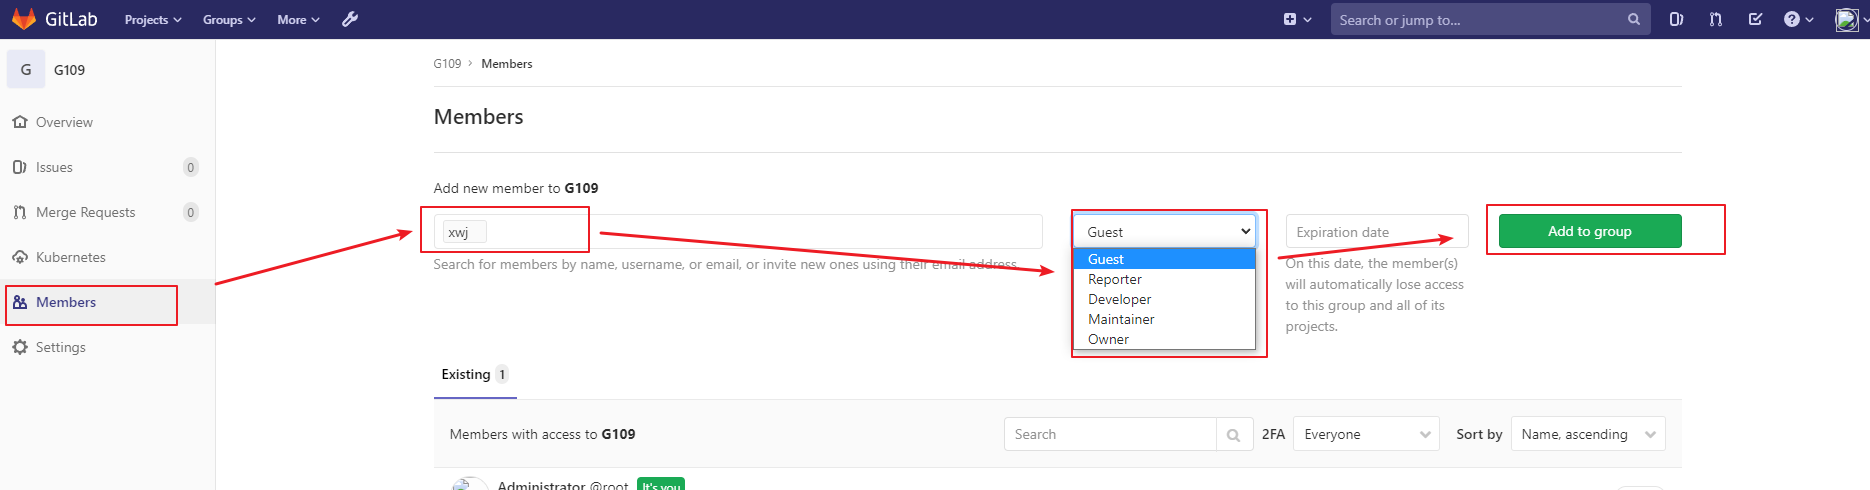 GitLab Projects Groups More Search or jump to...
G G109
Overview
Issues 0
Merge Requests 0
Kubernetes
Members
Settings
G109 > Members
Members
Add new member to G109
xwj
Search for members by name, username, or email, or invite new ones using their email address
Guest
Guest
Reporter
Developer
Maintainer
Owner
Expiration date
On this date, the member(s)
will automatically lose access
to this group and all of its
projects.
Add to group
Existing 1
Members with access to G109 Search 2FA Everyone Sort by Name, ascending
Administrator @root It's you